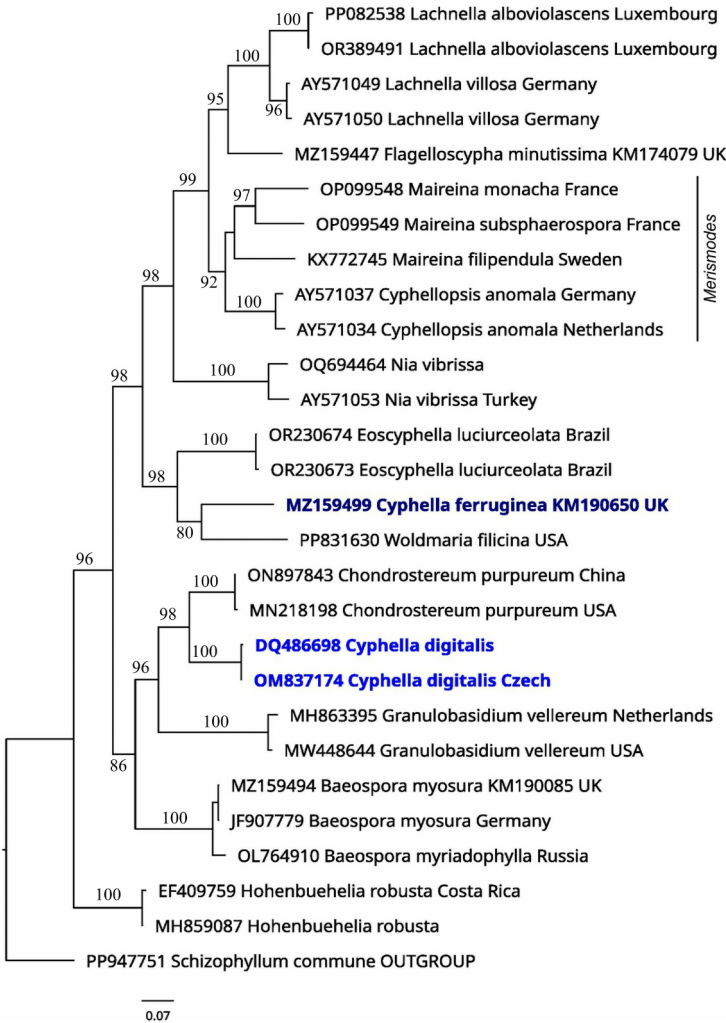 100
PP082538 Lachnella alboviolascens Luxembourg
OR389491 Lachnella alboviolascens Luxembourg
100
AY571049 Lachnella villosa Germany
96
AY571050 Lachnella villosa Germany
95
MZ159447 Flagelloscypha minutissima KM174079 UK
99
OP099548 Maireina monacha France
97
OP099549 Maireina subsphaerospora France
KX772745 Maireina filipendula Sweden
92
AY571037 Cyphellopsis anomala Germany
100
AY571034 Cyphellopsis anomala Netherlands
Merismodes
98
OQ694464 Nia vibrissa
100
AY571053 Nia vibrissa Turkey
98
OR230674 Eoscyphella luciurceolata Brazil
100
OR230673 Eoscyphella luciurceolata Brazil
98
MZ159499 Cyphella ferruginea KM190650 UK
80
PP831630 Woldmaria filicina USA
96
ON897843 Chondrostereum purpureum China
100
MN218198 Chondrostereum purpureum USA
98
DQ486698 Cyphella digitalis
100
OM837174 Cyphella digitalis Czech
96
MH863395 Granulobasidium vellereum Netherlands
100
MW448644 Granulobasidium vellereum USA
86
MZ159494 Baeospora myosura KM190085 UK
100
JF907779 Baeospora myosura Germany
OL764910 Baeospora myriadophylla Russia
100
EF409759 Hohenbuehelia robusta Costa Rica
MH859087 Hohenbuehelia robusta
PP947751 Schizophyllum commune OUTGROUP
0.07